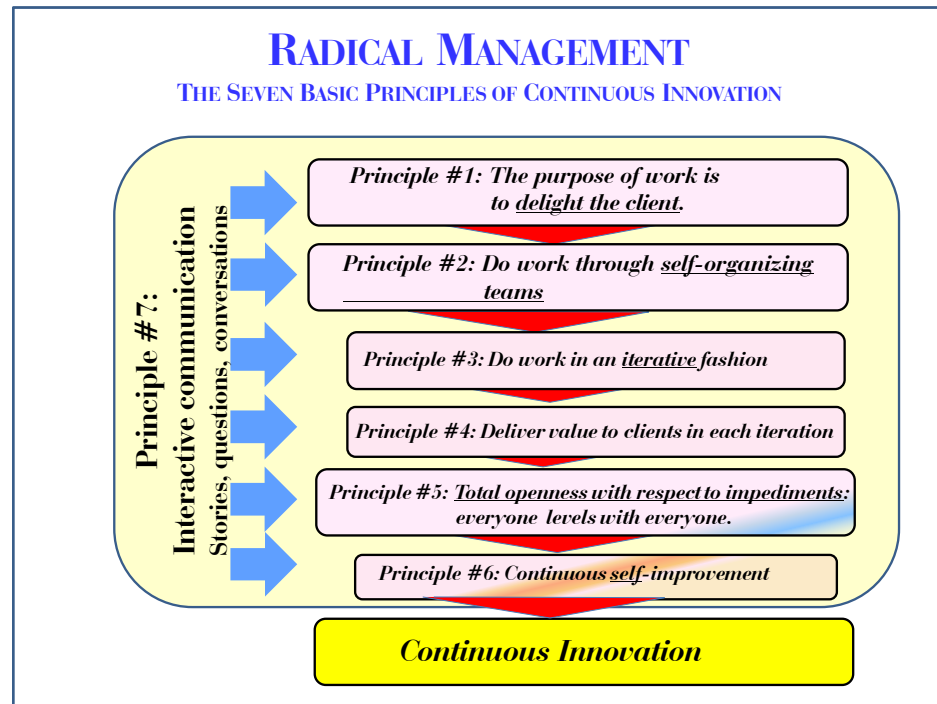 RADICAL MANAGEMENT
THE SEVEN BASIC PRINCIPLES OF CONTINUOUS INNOVATION
Principle #7:
Interactive communication
Stories, questions, conversations
Principle #1: The purpose of work is
to delight the client.
Principle #2: Do work through self-organizing
teams
Principle #3: Do work in an iterative fashion
Principle #4: Deliver value to clients in each iteration
Principle #5: Total openness with respect to impediments:
everyone levels with everyone.
Principle #6: Continuous self-improvement
Continuous Innovation